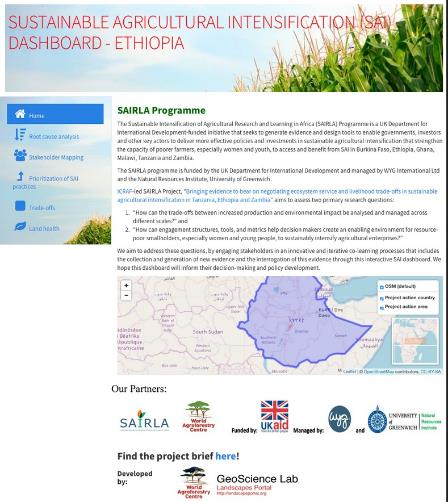 SUSTAINABLE AGRICULTURAL INTENSIFICATION (SAI)
DASHBOARD - ETHIOPIA
Home
Root cause analysis
Stakeholder Mapping
Prioritization of SAI
practices
Trade-offs
Land health
SAIRLA Programme
The Sustainable Intensification of Agricultural Research and Learning in Africa (SAIRLA) Programme is a UK Department for
International Development-funded initiative that seeks to generate evidence and design tools to enable governments, investors
and other key actors to deliver more effective policies and investments in sustainable agricultural intensification that strengthen
the capacity of poorer farmers, especially women and youth, to access and benefit from SAI in Burkina Faso, Ethiopia, Ghana,
Malawi, Tanzania and Zambia.
The SAIRLA programme is funded by the UK Department for International Development and managed by WYG International Ltd
and the Natural Resources Institute, University of Greenwich.
ICRAF-led SAIRLA Project, "Bringing evidence to bear on negotiating ecosystem service and livelihood trade-offs in sustainable
agricultural intensification in Tanzania, Ethiopia and Zambia" aims to assess two primary research questions:
1. "How can the trade-offs between increased production and environmental impact be analysed and managed across
different scales?" and
2. "How can engagement structures, tools, and metrics help decision makers create an enabling environment for resource-
poor smallholders, especially women and young people, to sustainably intensify agricultural enterprises?"
We aim to address these questions, by engaging stakeholders in an innovative and iterative co-learning processes that includes
the collection and generation of new evidence and the interrogation of this evidence through this interactive SAI dashboard. We
hope this dashboard will inform their decision-making and policy development.
+
−
South Sudan
OSM (default)
Project action country
Project action area
Leaflet | © OpenStreetMap contributors, CC-BY-SA
Our Partners:
SAIRLA
World
Agroforestry
Centre
Funded by:
UKaid
Managed by:
wyg
and
UNIVERSITY
of
GREENWICH
Natural
Resources
Institute
Find the project brief here!
Developed
by:
World
Agroforestry
Centre
GeoScience Lab
Landscapes Portal
http://landscapeportal.org